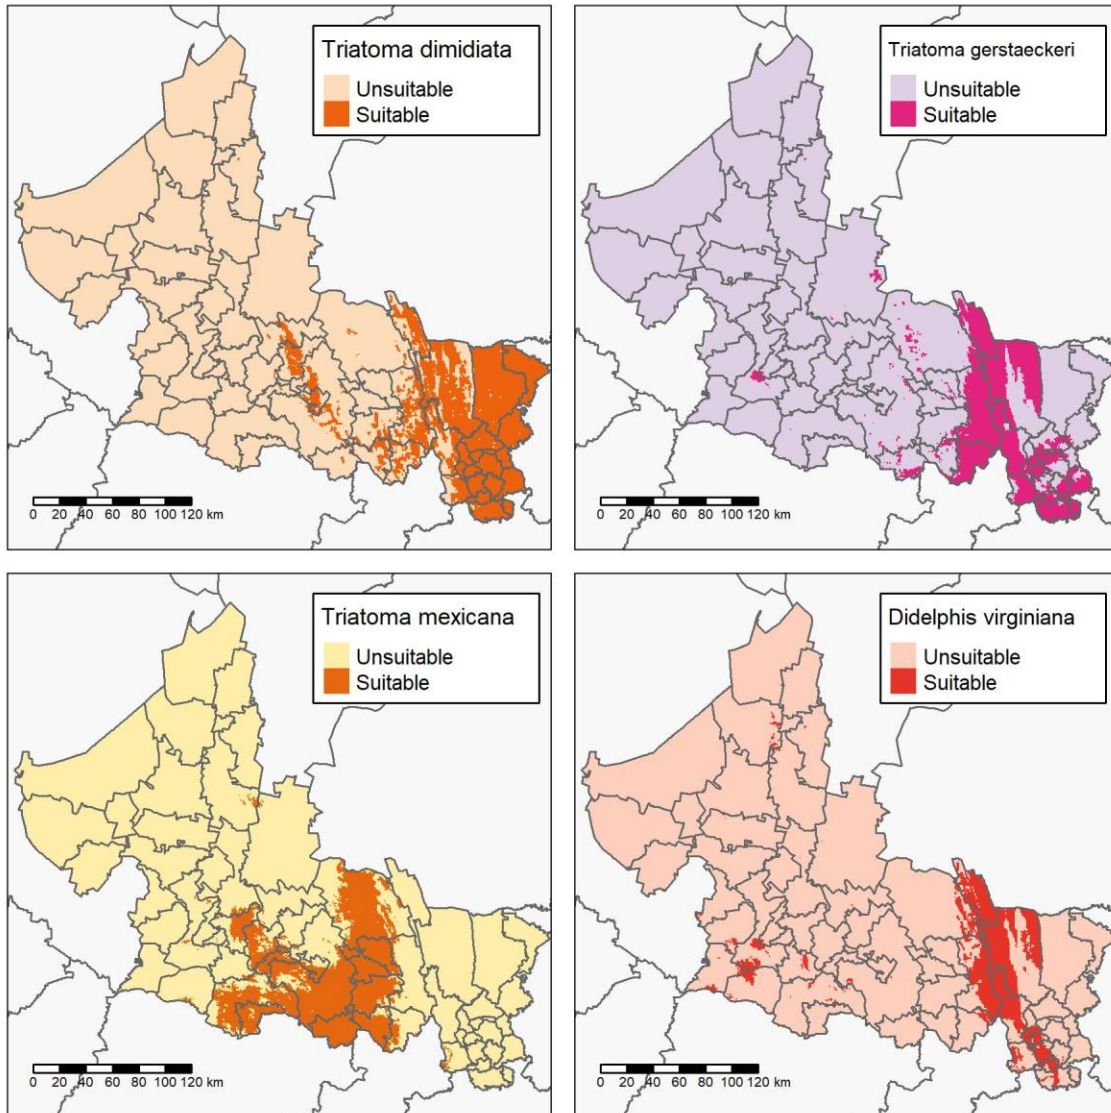 Triatoma dimidiata
Unsuitable
Suitable
0 20 40 60 80 100 120 km
Triatoma gerstaeckeri
Unsuitable
Suitable
0 20 40 60 80 100 120 km
Triatoma mexicana
Unsuitable
Suitable
0 20 40 60 80 100 120 km
Didelphis virginiana
Unsuitable
Suitable
0 20 40 60 80 100 120 km